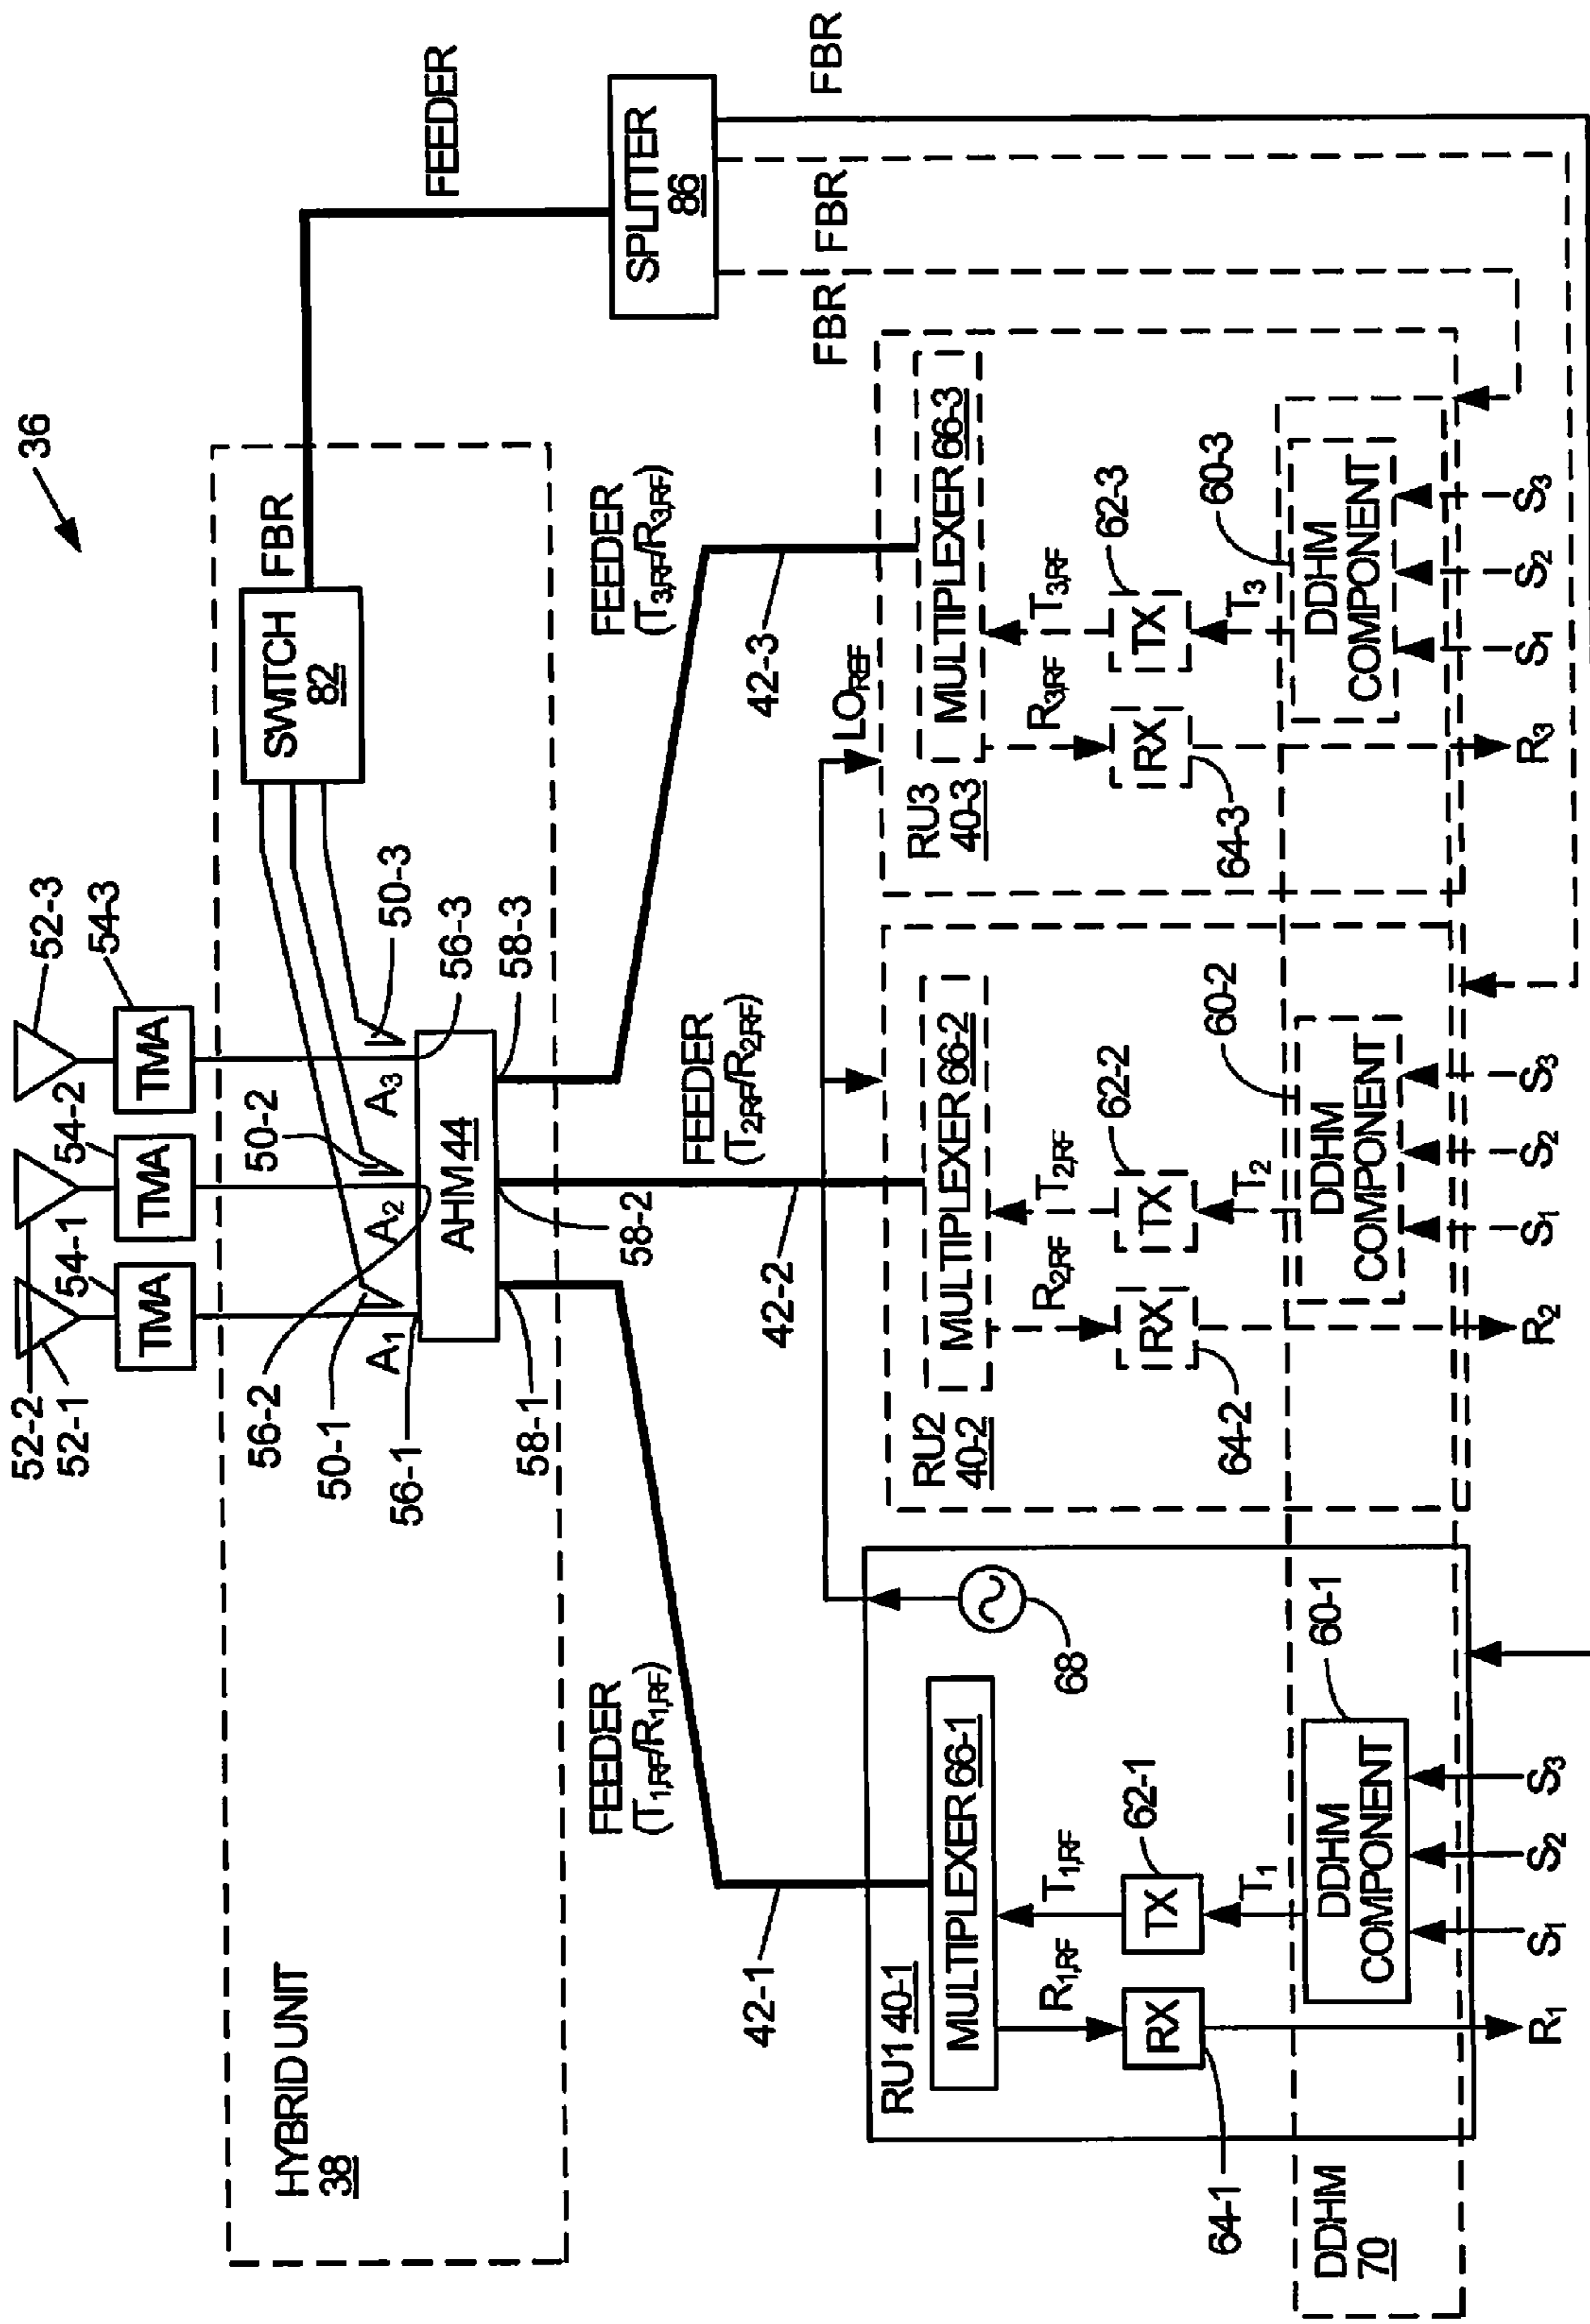 36
52-2
52-1
52-3
54-1
54-2
54-3
TMA
TMA
TMA
HYBRID UNIT
38
SWITCH
82
FBR
FEEDER
56-2
50-1
56-1
50-2
50-3
56-3
A1
A2
A3
AHM 44
58-1
58-2
58-3
SPLITTER
86
FBR
FBR
FBR
FEEDER
(T1,RF/R1,RF)
FEEDER
(T2,RF/R2,RF)
FEEDER
(T3,RF/R3,RF)
42-1
42-2
42-3
LOREF
RU1 40-1
MULTIPLEXER 66-1
68
R1,RF
T1,RF
RX
TX
62-1
64-1
T1
60-1
DDHM
COMPONENT
R1
S1
S2
S3
RU2
40-2
MULTIPLEXER 66-2
R2,RF
T2,RF
RX
TX
62-2
64-2
T2
60-2
DDHM
COMPONENT
R2
S1
S2
S3
RU3
40-3
MULTIPLEXER 66-3
R3,RF
T3,RF
RX
TX
62-3
64-3
T3
60-3
DDHM
COMPONENT
R3
S1
S2
S3
DDHM
70